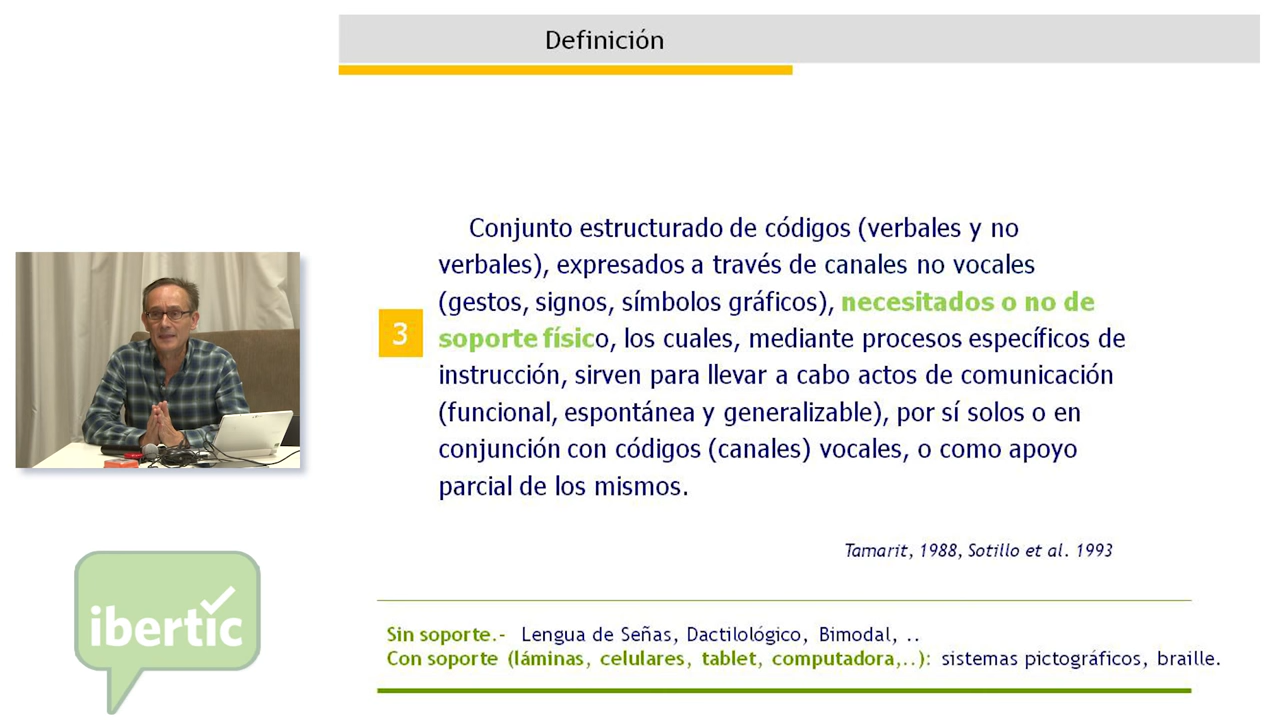 Definición
Conjunto estructurado de códigos (verbales y no
verbales), expresados a través de canales no vocales
(gestos, signos, símbolos gráficos), necesitados o no de
soporte físico, los cuales, mediante procesos específicos de
instrucción, sirven para llevar a cabo actos de comunicación
(funcional, espontánea y generalizable), por sí solos o en
conjunción con códigos (canales) vocales, o como apoyo
parcial de los mismos.
3
Tamarit, 1988, Sotillo et al. 1993
Sin soporte.- Lengua de Señas, Dactilológico, Bimodal, ..
Con soporte (láminas, celulares, tablet, computadora,..): sistemas pictográficos, braille.
ibertic